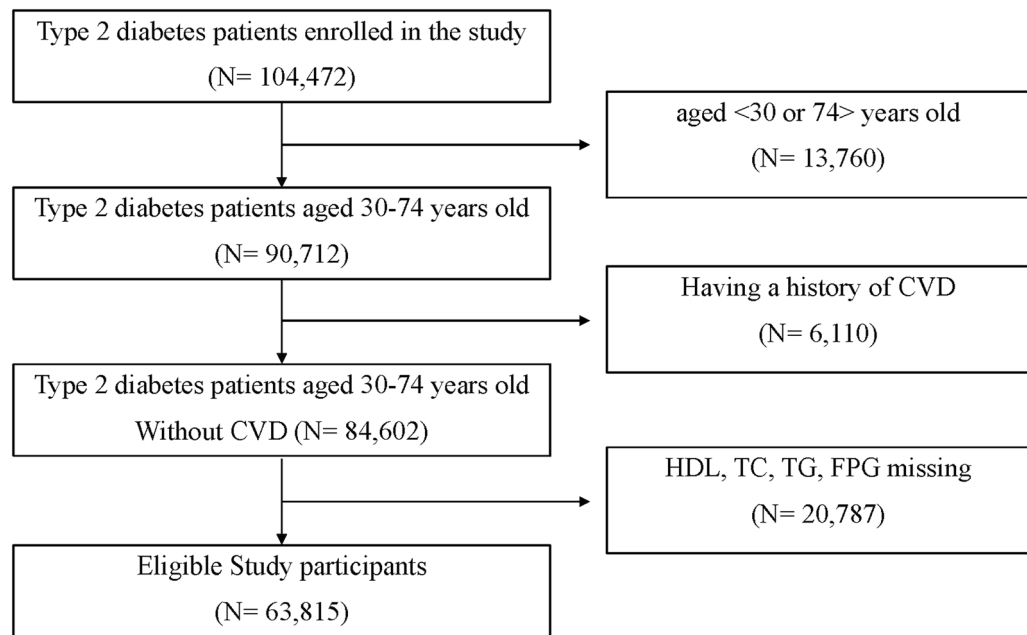 Type 2 diabetes patients enrolled in the study
(N= 104,472)
aged <30 or 74> years old
(N= 13,760)
Type 2 diabetes patients aged 30-74 years old
(N= 90,712)
Having a history of CVD
(N= 6,110)
Type 2 diabetes patients aged 30-74 years old
Without CVD (N= 84,602)
HDL, TC, TG, FPG missing
(N= 20,787)
Eligible Study participants
(N= 63,815)